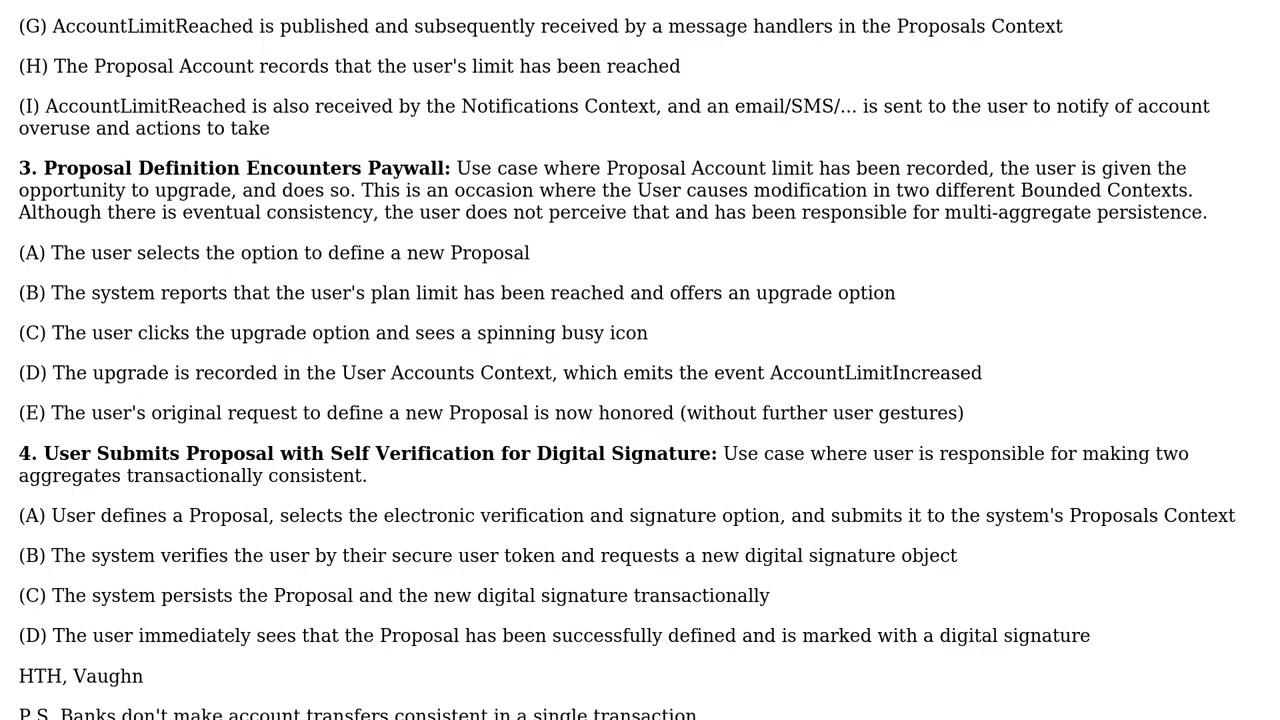 (G) AccountLimitReached is published and subsequently received by a message handlers in the Proposals Context
(H) The Proposal Account records that the user's limit has been reached
(I) AccountLimitReached is also received by the Notifications Context, and an email/SMS/... is sent to the user to notify of account
overuse and actions to take
3. Proposal Definition Encounters Paywall: Use case where Proposal Account limit has been recorded, the user is given the
opportunity to upgrade, and does so. This is an occasion where the User causes modification in two different Bounded Contexts.
Although there is eventual consistency, the user does not perceive that and has been responsible for multi-aggregate persistence.
(A) The user selects the option to define a new Proposal
(B) The system reports that the user's plan limit has been reached and offers an upgrade option
(C) The user clicks the upgrade option and sees a spinning busy icon
(D) The upgrade is recorded in the User Accounts Context, which emits the event AccountLimitIncreased
(E) The user's original request to define a new Proposal is now honored (without further user gestures)
4. User Submits Proposal with Self Verification for Digital Signature: Use case where user is responsible for making two
aggregates transactionally consistent.
(A) User defines a Proposal, selects the electronic verification and signature option, and submits it to the system's Proposals Context
(B) The system verifies the user by their secure user token and requests a new digital signature object
(C) The system persists the Proposal and the new digital signature transactionally
(D) The user immediately sees that the Proposal has been successfully defined and is marked with a digital signature
HTH, Vaughn
P.S. Banks don't make account transfers consistent in a single transaction.